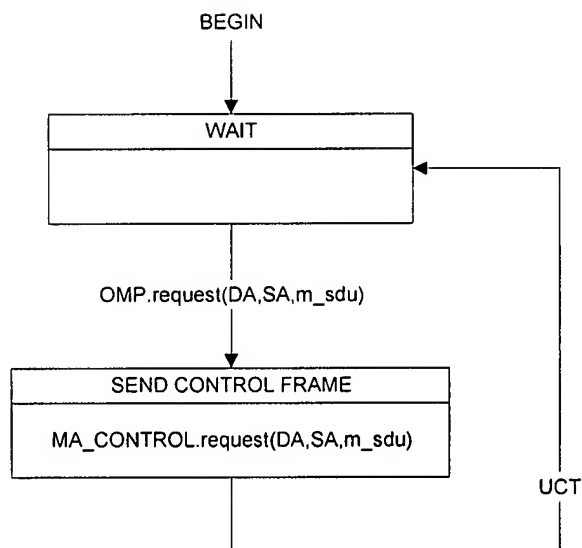 BEGIN
WAIT
OMP.request(DA,SA,m_sdu)
SEND CONTROL FRAME
MA_CONTROL.request(DA,SA,m_sdu)
UCT